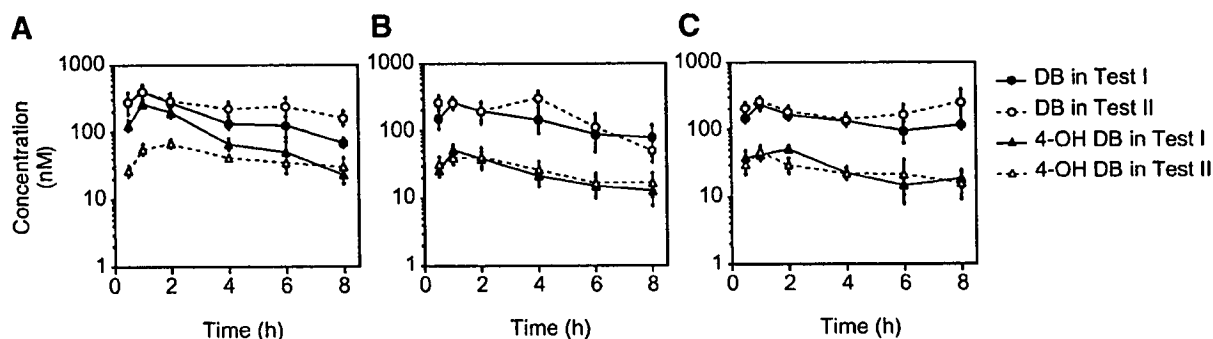 A
B
C
Concentration
(nM)
1000
100
10
1
0
2
4
6
8
Time (h)
1000
100
10
1
0
2
4
6
8
Time (h)
1000
100
10
1
0
2
4
6
8
Time (h)
DB in Test I
DB in Test II
4-OH DB in Test I
4-OH DB in Test II